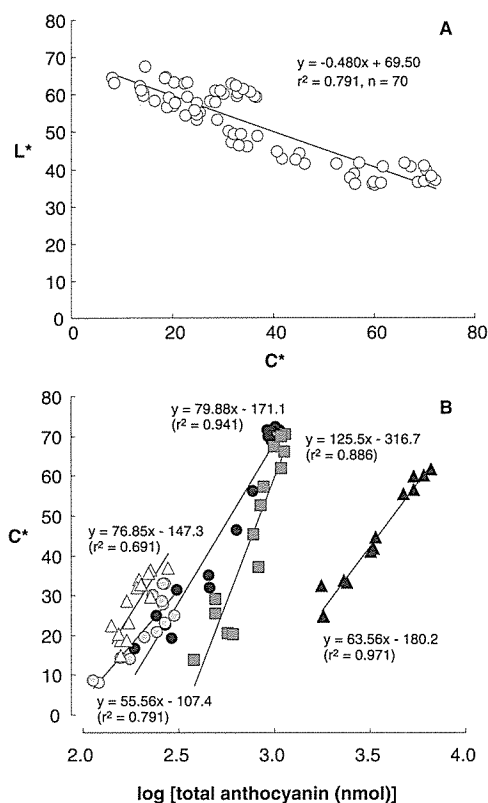 A
y = -0.480x + 69.50
r² = 0.791, n = 70
80
70
60
50
40
30
20
10
0
L*
0
20
40
60
80
C*
B
y = 79.88x - 171.1
(r² = 0.941)
y = 125.5x - 316.7
(r² = 0.886)
y = 76.85x - 147.3
(r² = 0.691)
y = 63.56x - 180.2
(r² = 0.971)
y = 55.56x - 107.4
(r² = 0.791)
80
70
60
50
40
30
20
10
0
C*
2.0
2.5
3.0
3.5
4.0
log [total anthocyanin (nmol)]